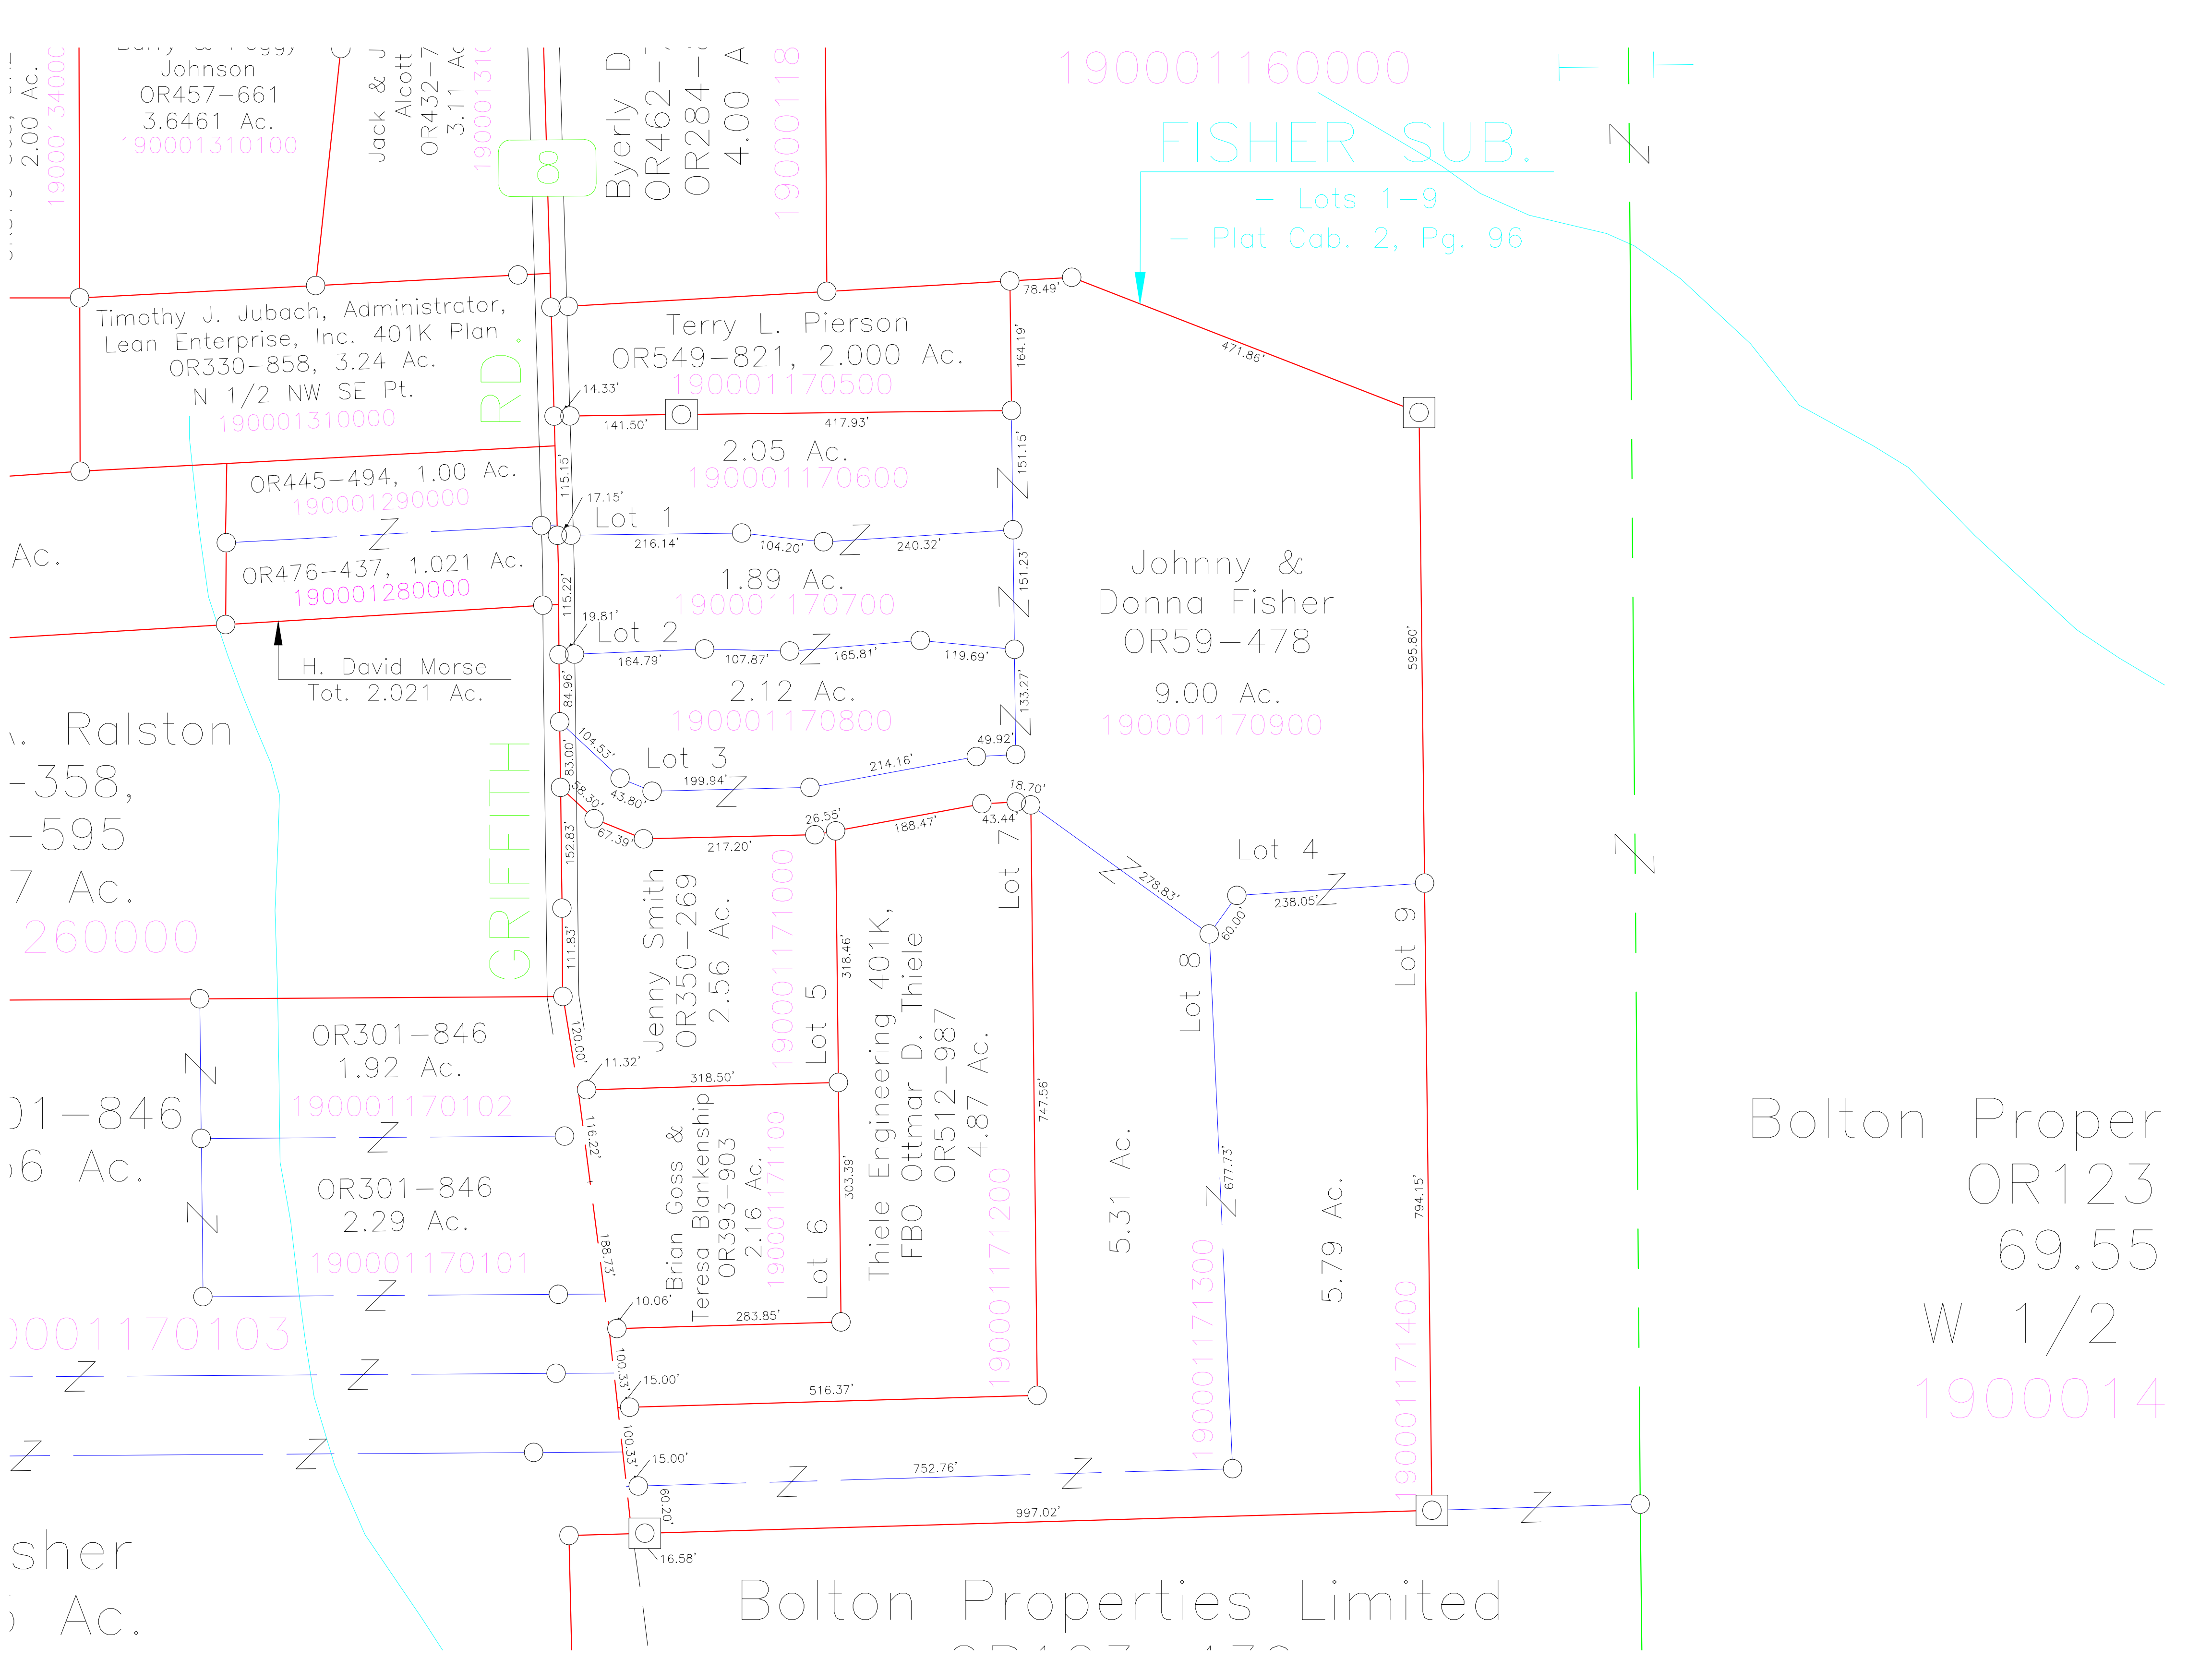 2.00 Ac.
190001340000
Johnson
OR457-661
3.6461 Ac.
190001310100
Jack & J
Alcott
OR432-7
3.11 Ac
8
Byerly D
OR462-
OR284-
4.00 A
19000118
190001160000
FISHER SUB.
- Lots 1-9
- Plat Cab. 2, Pg. 96
Timothy J. Jubach, Administrator,
Lean Enterprise, Inc. 401K Plan
OR330-858, 3.24 Ac.
N 1/2 NW SE Pt.
190001310000
RD.
Terry L. Pierson
OR549-821, 2.000 Ac.
190001170500
78.49'
164.19'
471.86'
14.33'
141.50'
417.93'
2.05 Ac.
190001170600
115.15'
151.15'
OR445-494, 1.00 Ac.
190001290000
17.15'
Lot 1
216.14'
104.20'
240.32'
Ac.
OR476-437, 1.021 Ac.
190001280000
115.22'
1.89 Ac.
190001170700
151.23'
Johnny &
Donna Fisher
OR59-478
9.00 Ac.
190001170900
595.80'
19.81'
Lot 2
164.79'
107.87'
165.81'
119.69'
H. David Morse
Tot. 2.021 Ac.
84.96'
2.12 Ac.
190001170800
133.27'
Ralston
-358,
-595
7 Ac.
260000
GRIFFITH
83.00'
104.53'
43.80'
Lot 3
199.94'
214.16'
49.92'
58.30'
67.39'
217.20'
26.55'
188.47'
43.44'
18.70'
152.83'
111.83'
Jenny Smith
OR350-269
2.56 Ac.
190001171000
Lot 5
318.46'
Thiele Engineering 401K,
FBO Ottmar D. Thiele
OR512-987
4.87 Ac.
190001171200
Lot 7
278.83'
60.00'
Lot 4
238.05'
Lot 8
Lot 9
120.00'
11.32'
318.50'
OR301-846
1.92 Ac.
190001170102
01-846
6 Ac.
116.22'
Brian Goss &
Teresa Blankenship
OR393-903
2.16 Ac.
190001171100
Lot 6
303.39'
747.56'
5.31 Ac.
190001171300
677.73'
5.79 Ac.
190001171400
794.15'
Bolton Proper
OR123
69.55
W 1/2
1900014
OR301-846
2.29 Ac.
190001170101
188.73'
0001170103
10.06'
283.85'
100.33'
15.00'
516.37'
100.33'
15.00'
752.76'
60.20'
997.02'
16.58'
sher
Ac.
Bolton Properties Limited